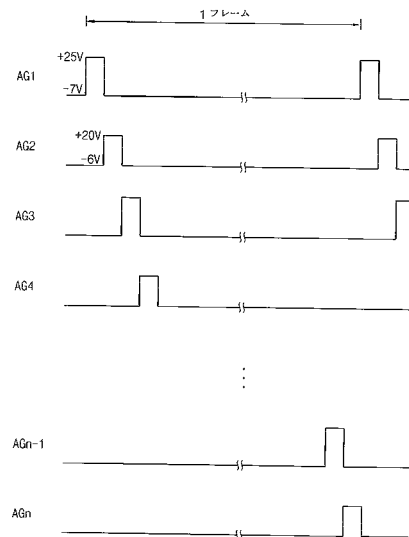 1 フレーム
+25V
AG1
-7V
+20V
AG2
-6V
AG3
AG4
AGn-1
AGn